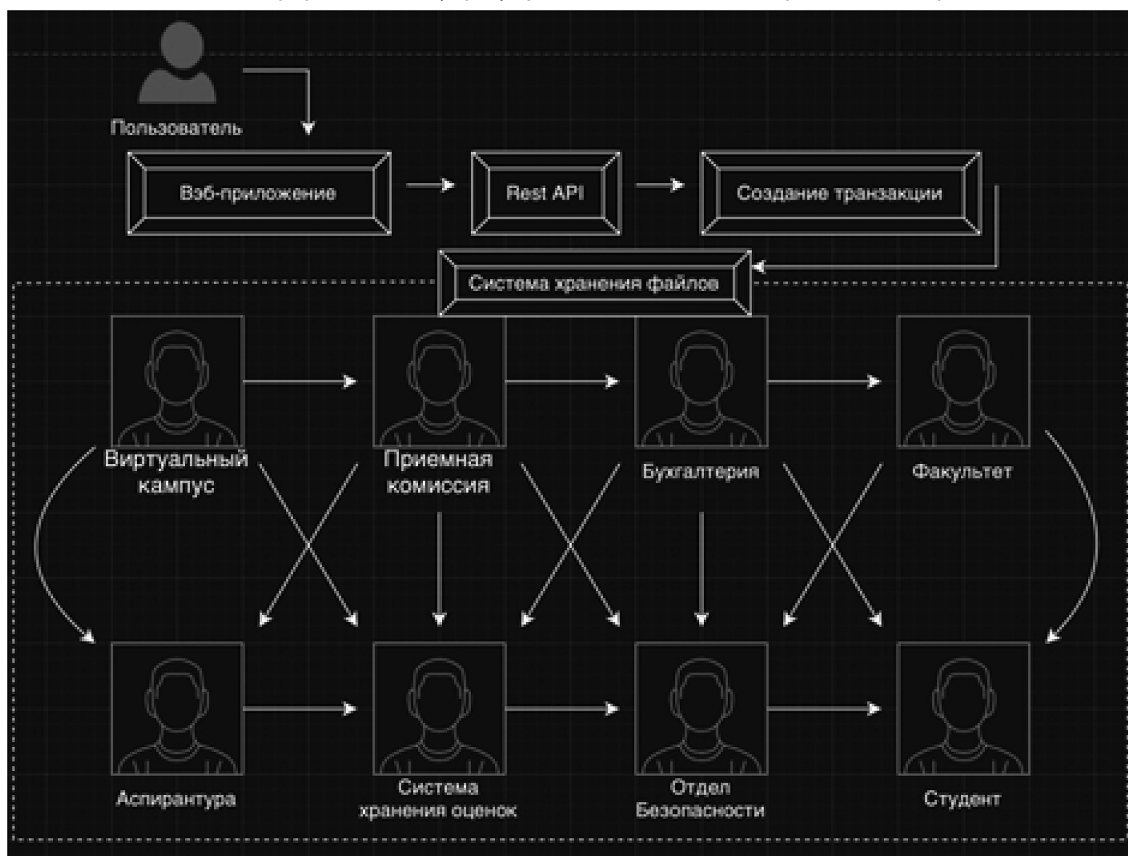 Пользователь
Вэб-приложение
Rest API
Создание транзакции
Система хранения файлов
Виртуальный
кампус
Приемная
комиссия
Бухгалтерия
Факультет
Аспирантура
Система
хранения оценок
Отдел
Безопасности
Студент